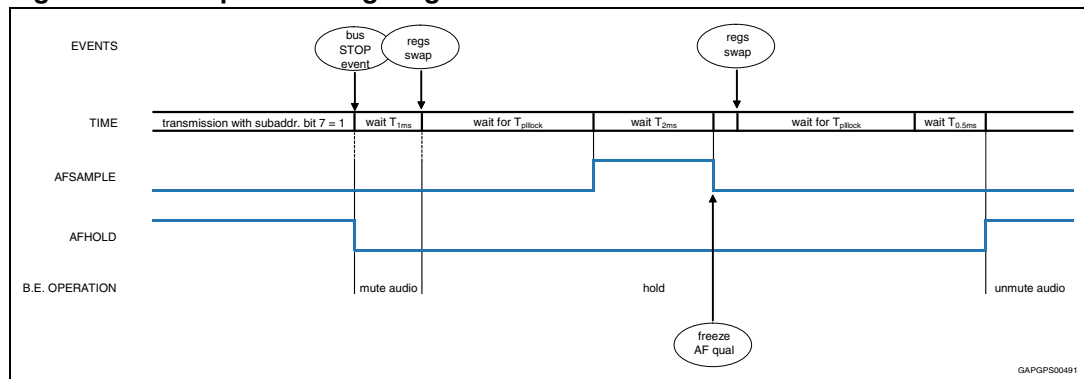 EVENTS
bus
STOP
event
regs
swap
regs
swap
TIME
transmission with subaddr. bit 7 = 1
wait T1ms
wait for Tplllock
wait T2ms
wait for Tplllock
wait T0.5ms
AFSAMPLE
AFHOLD
B.E. OPERATION
mute audio
hold
unmute audio
freeze
AF qual
GAPGPS00491